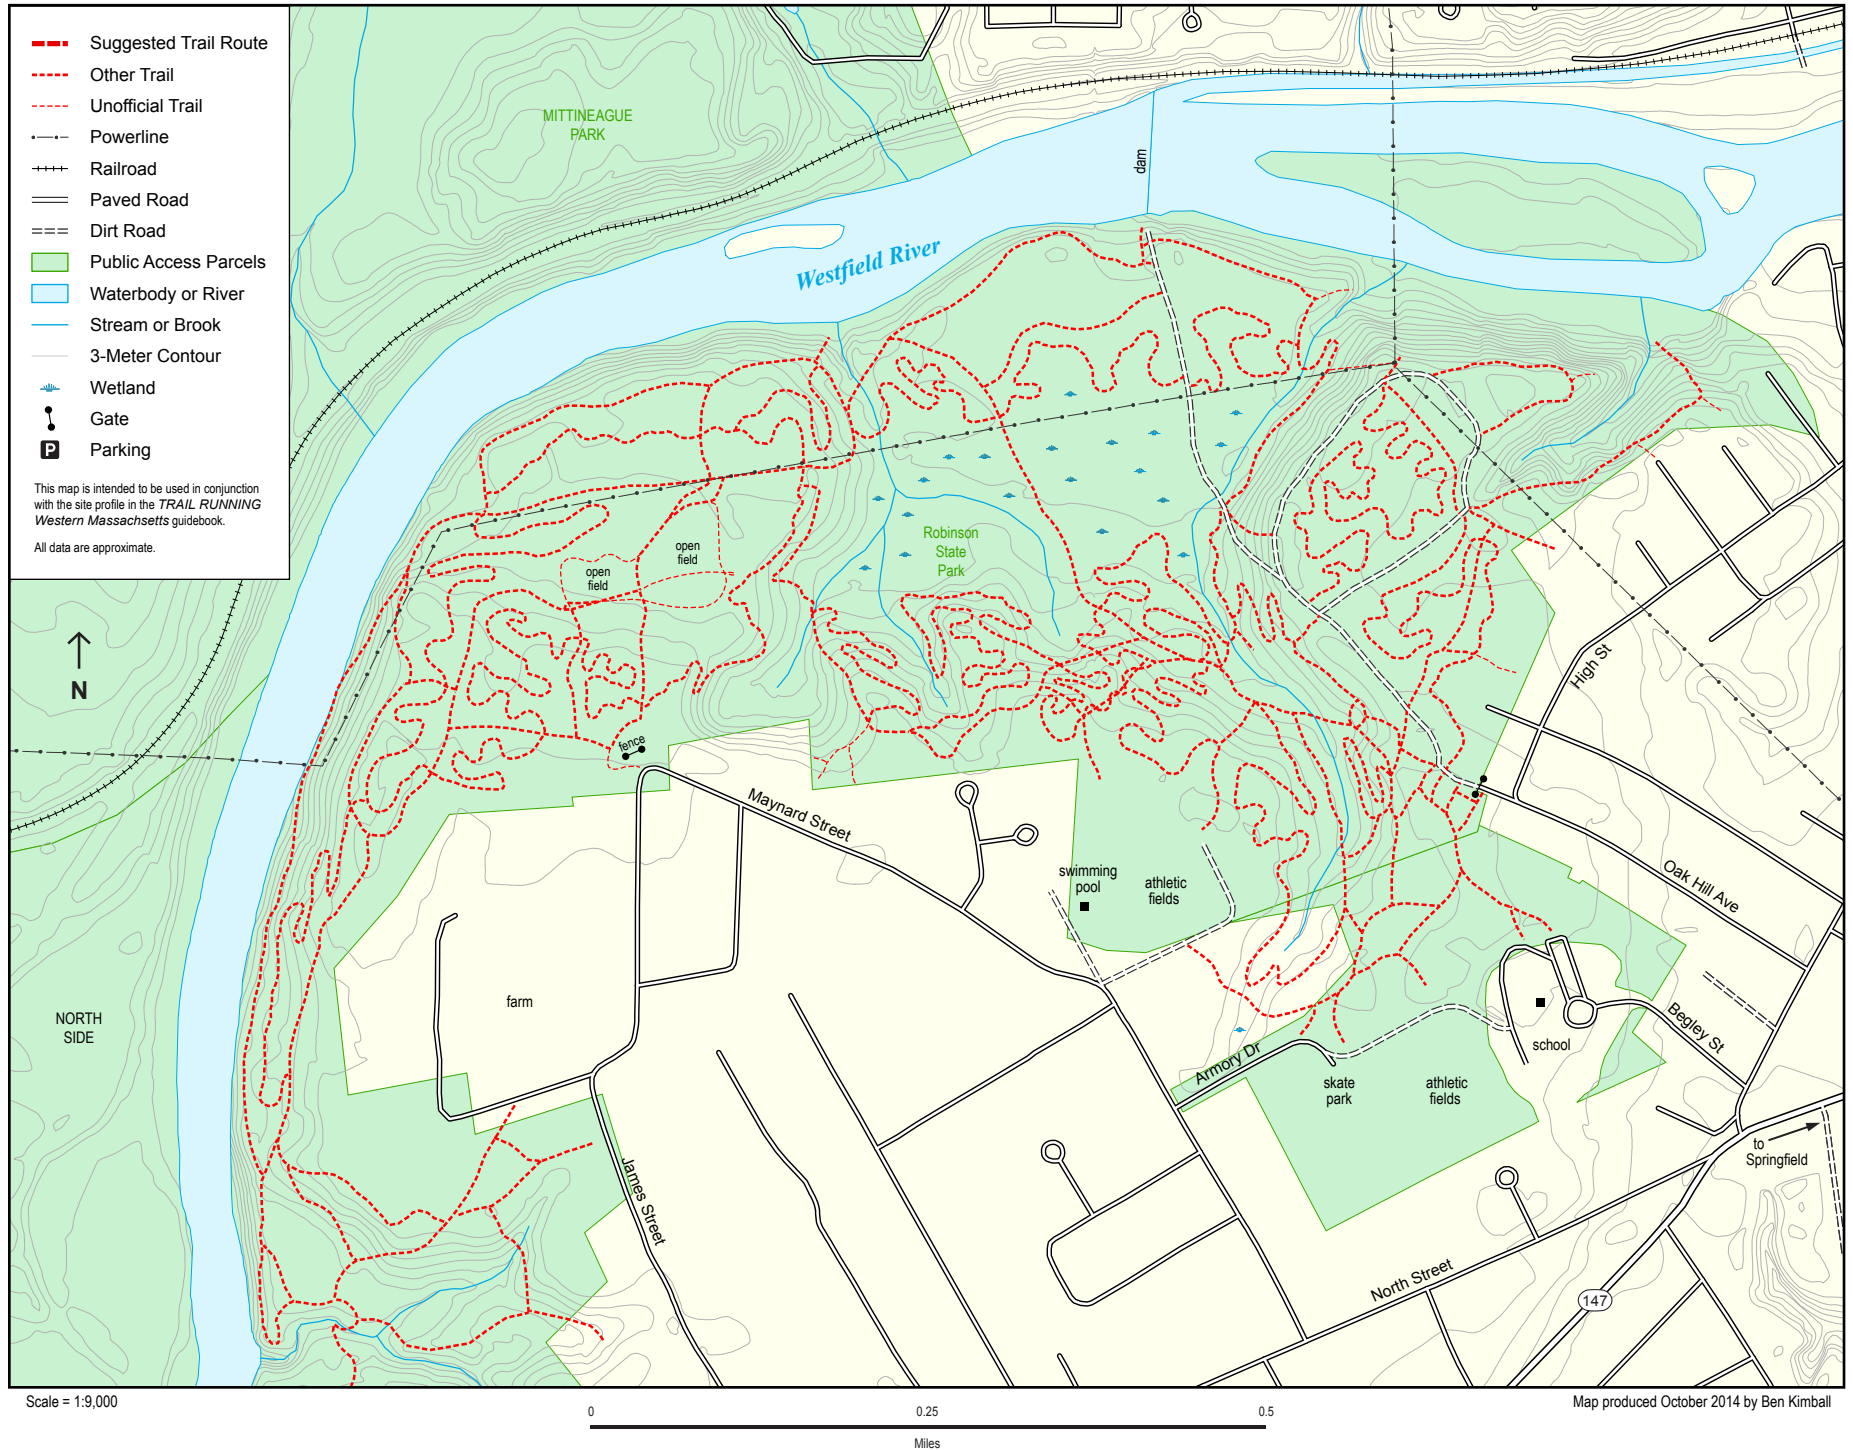 Suggested Trail Route
Other Trail
Unofficial Trail
Powerline
Railroad
Paved Road
Dirt Road
Public Access Parcels
Waterbody or River
Stream or Brook
3-Meter Contour
Wetland
Gate
P
Parking
This map is intended to be used in conjunction
with the site profile in the TRAIL RUNNING
Western Massachsetts guidebook.
All data are approximate.
MITTINEAGUE
PARK
dam
Westfield River
Robinson
State
Park
open
field
open
field
N
High St
fence
Maynard Street
swimming
pool
athletic
fields
Oak Hill Ave
farm
NORTH
SIDE
Begley St
school
Armory Dr
skate
park
athletic
fields
to
Springfield
James Street
North Street
147
Scale = 1:9,000
0
0.25
0.5
Miles
Map produced October 2014 by Ben Kimball